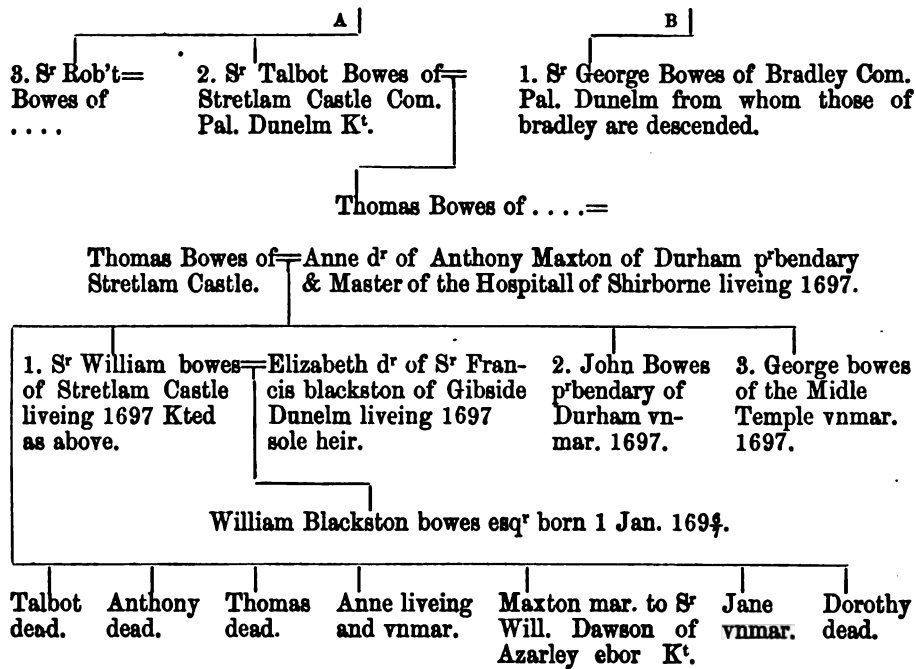 A B
3. Sʳ Rob't=
Bowes of
. . . .
2. Sʳ Talbot Bowes of=
Stretlam Castle Com.
Pal. Dunelm Kᵗ.
1. Sʳ George Bowes of Bradley Com.
Pal. Dunelm from whom those of
bradley are descended.
Thomas Bowes of . . . .=
Thomas Bowes of=Anne dʳ of Anthony Maxton of Durham pʳbendary
Stretlam Castle. & Master of the Hospitall of Shirborne liveing 1697.
1. Sʳ William bowes=
of Stretlam Castle
liveing 1697 Kted
as above.
Elizabeth dʳ of Sʳ Fran-
cis blackston of Gibside
Dunelm liveing 1697
sole heir.
2. John Bowes
pʳbendary of
Durham vn-
mar. 1697.
3. George bowes
of the Midle
Temple vnmar.
1697.
William Blackston bowes esqʳ born 1 Jan.
Talbot
dead.
Anthony
dead.
Thomas
dead.
Anne liveing
and vnmar.
Maxton mar. to Sʳ
Will. Dawson of
Azarley ebor Kᵗ.
Jane
vnmar.
Dorothy
dead.